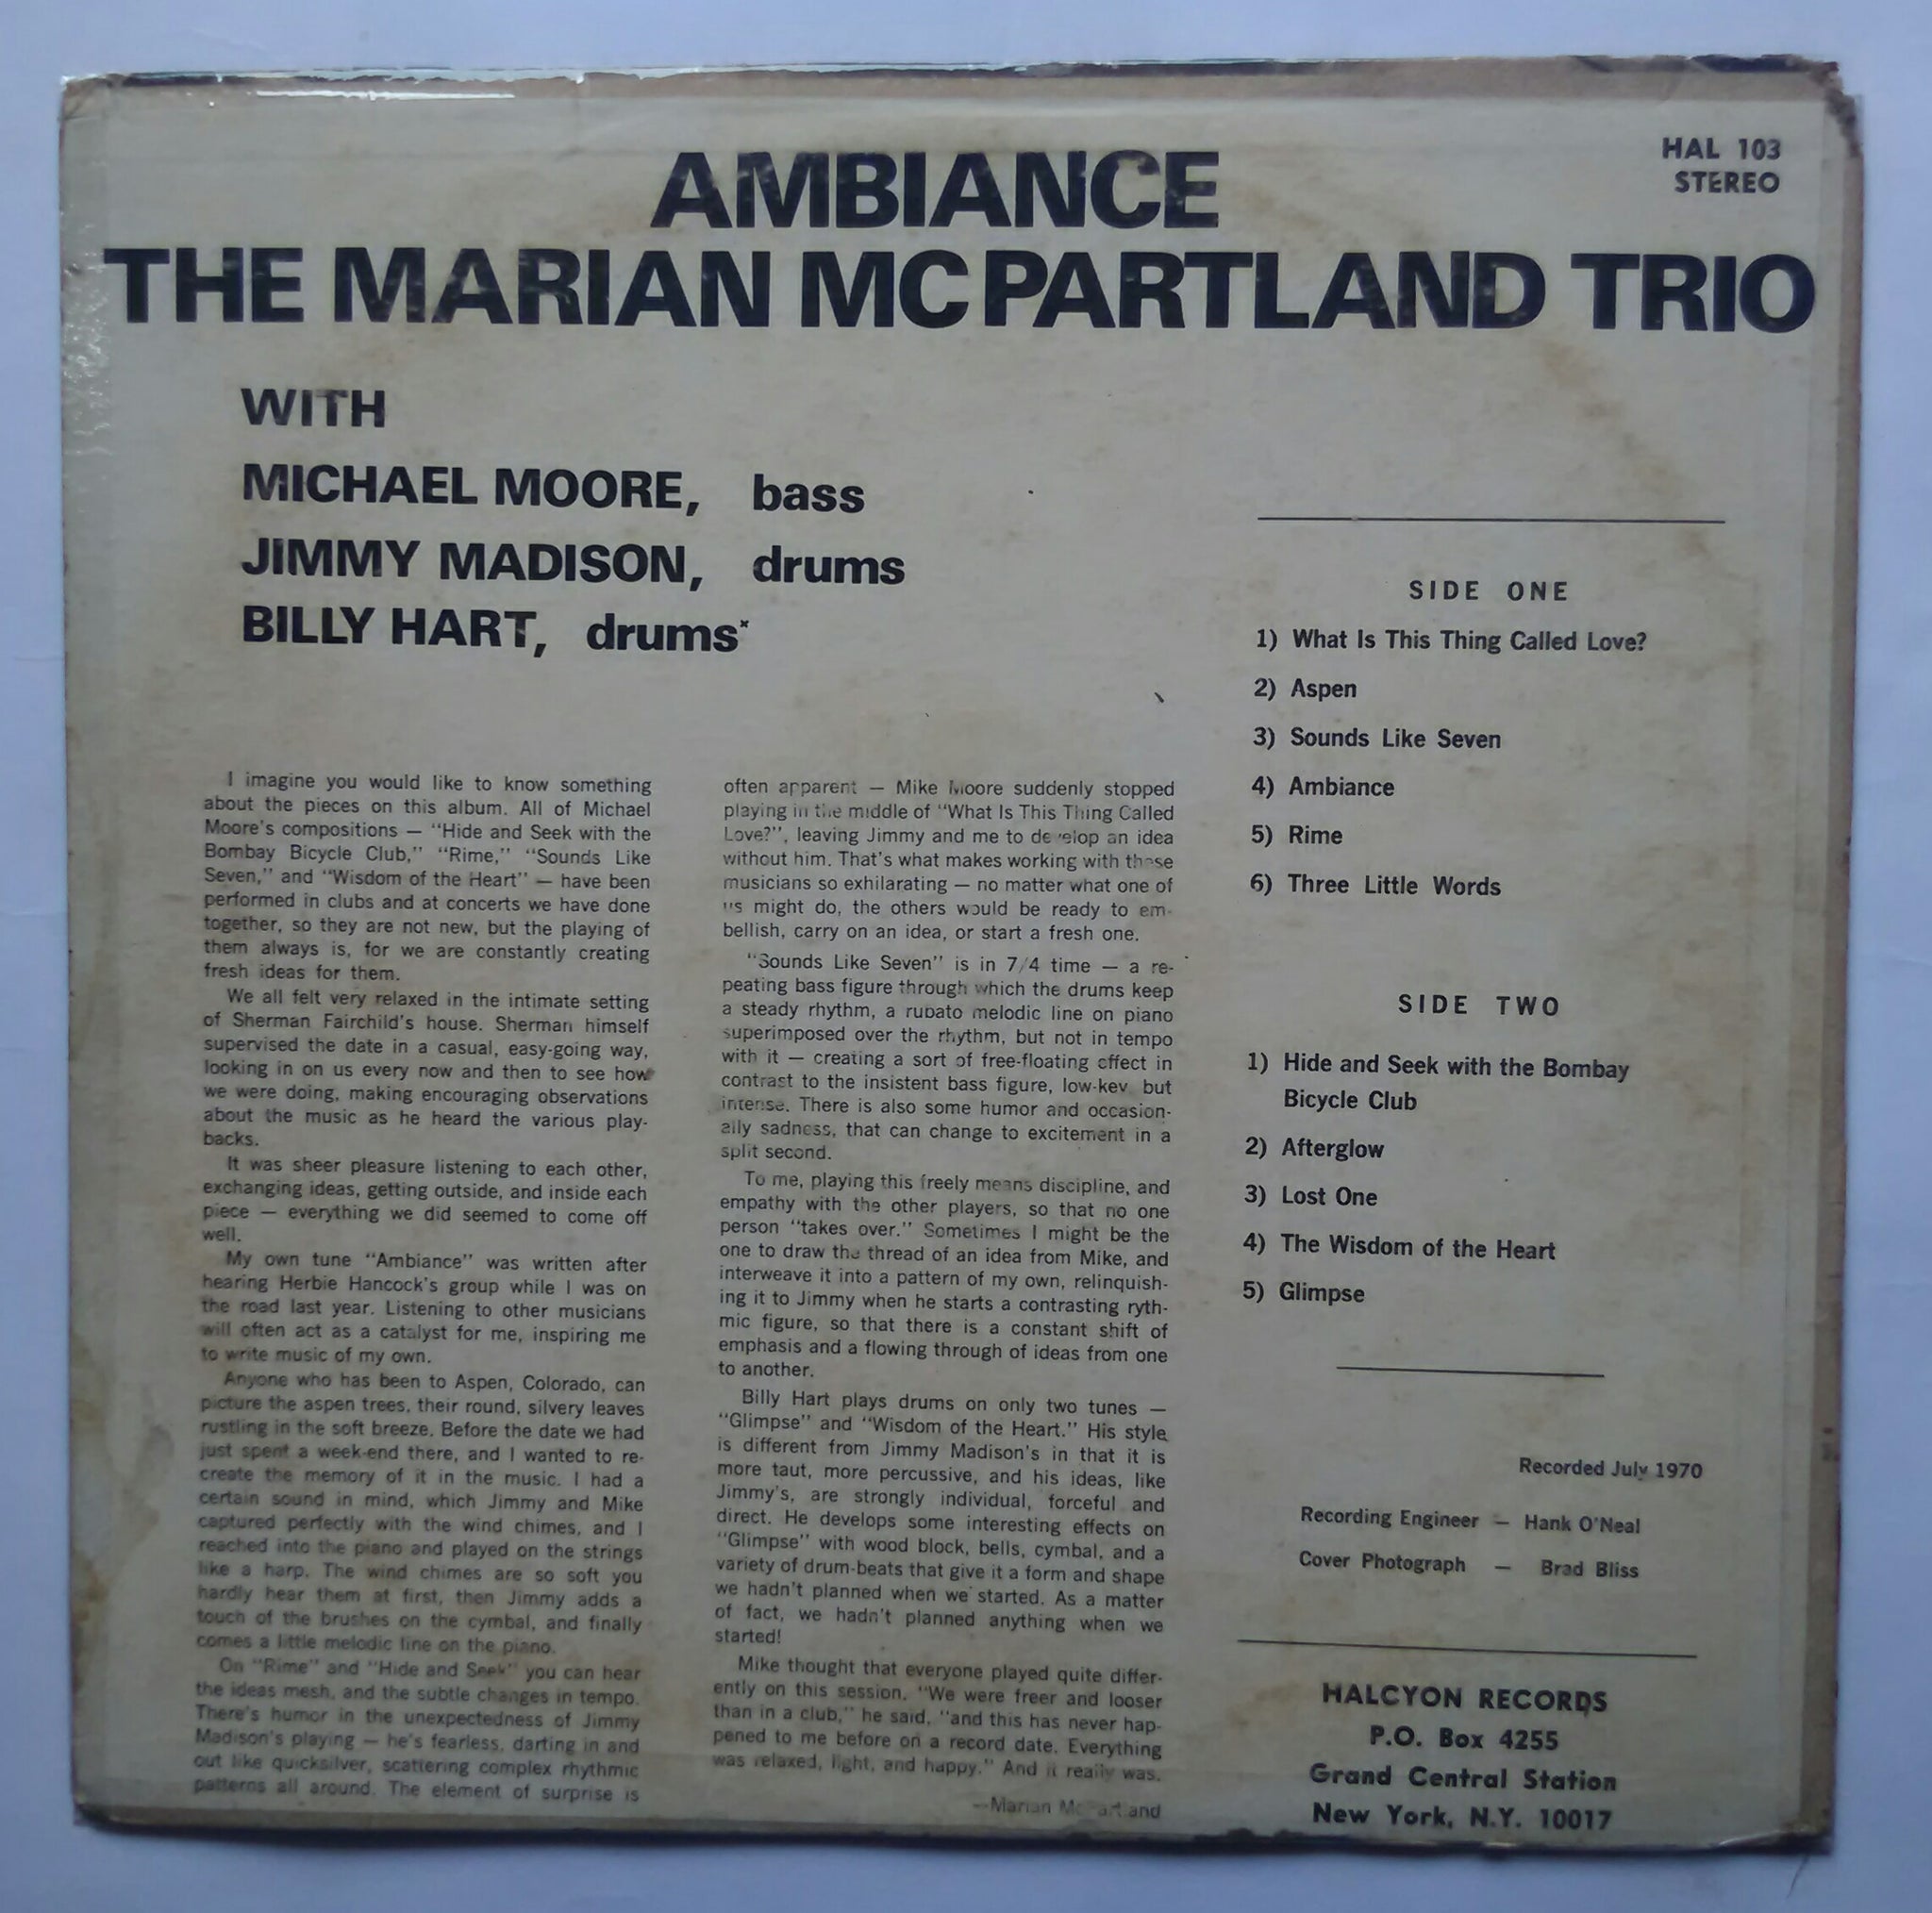 HAL 103
STEREO
AMBIANCE
THE MARIAN MCPARTLAND TRIO
WITH
MICHAEL MOORE, bass
JIMMY MADISON, drums
BILLY HART, drums*
I imagine you would like to know something
about the pieces on this album. All of Michael
Moore's compositions — "Hide and Seek with the
Bombay Bicycle Club," "Rime," "Sounds Like
Seven," and "Wisdom of the Heart" — have been
performed in clubs and at concerts we have done
together, so they are not new, but the playing of
them always is, for we are constantly creating
fresh ideas for them.
We all felt very relaxed in the intimate setting
of Sherman Fairchild's house. Sherman himself
supervised the date in a casual, easy-going way,
looking in on us every now and then to see how
we were doing, making encouraging observations
about the music as he heard the various play-
backs.
It was sheer pleasure listening to each other,
exchanging ideas, getting outside, and inside each
piece — everything we did seemed to come off
well.
My own tune "Ambiance" was written after
hearing Herbie Hancock's group while I was on
the road last year. Listening to other musicians
will often act as a catalyst for me, inspiring me
to write music of my own.
Anyone who has been to Aspen, Colorado, can
picture the aspen trees, their round, silvery leaves
rustling in the soft breeze. Before the date we had
just spent a week-end there, and I wanted to re-
create the memory of it in the music. I had a
certain sound in mind, which Jimmy and Mike
captured perfectly with the wind chimes, and I
reached into the piano and played on the strings
like a harp. The wind chimes are so soft you
hardly hear them at first, then Jimmy adds a
touch of the brushes on the cymbal, and finally
comes a little melodic line on the piano.
On "Rime" and "Hide and Seek" you can hear
the ideas mesh, and the subtle changes in tempo.
There's humor in the unexpectedness of Jimmy
Madison's playing — he's fearless, darting in and
out like quicksilver, scattering complex rhythmic
patterns all around. The element of surprise is
often apparent — Mike Moore suddenly stopped
playing in the middle of "What Is This Thing Called
Love?", leaving Jimmy and me to develop an idea
without him. That's what makes working with these
musicians so exhilarating — no matter what one of
us might do, the others would be ready to em-
bellish, carry on an idea, or start a fresh one.
"Sounds Like Seven" is in 7/4 time — a re-
peating bass figure through which the drums keep
a steady rhythm, a rubato melodic line on piano
superimposed over the rhythm, but not in tempo
with it — creating a sort of free-floating effect in
contrast to the insistent bass figure, low-key but
intense. There is also some humor and occasion-
ally sadness, that can change to excitement in a
split second.
To me, playing this freely means discipline, and
empathy with the other players, so that no one
person "takes over." Sometimes I might be the
one to draw the thread of an idea from Mike, and
interweave it into a pattern of my own, relinquish-
ing it to Jimmy when he starts a contrasting ryth-
mic figure, so that there is a constant shift of
emphasis and a flowing through of ideas from one
to another.
Billy Hart plays drums on only two tunes —
"Glimpse" and "Wisdom of the Heart." His style
is different from Jimmy Madison's in that it is
more taut, more percussive, and his ideas, like
Jimmy's, are strongly individual, forceful and
direct. He develops some interesting effects on
"Glimpse" with wood block, bells, cymbal, and a
variety of drum-beats that give it a form and shape
we hadn't planned when we started. As a matter
of fact, we hadn't planned anything when we
started!
Mike thought that everyone played quite differ-
ently on this session. "We were freer and looser
than in a club," he said, "and this has never hap-
pened to me before on a record date. Everything
was relaxed, light, and happy." And it really was.
—Marian McPartland
SIDE ONE
1) What Is This Thing Called Love?
2) Aspen
3) Sounds Like Seven
4) Ambiance
5) Rime
6) Three Little Words
SIDE TWO
1) Hide and Seek with the Bombay
Bicycle Club
2) Afterglow
3) Lost One
4) The Wisdom of the Heart
5) Glimpse
Recorded July 1970
Recording Engineer — Hank O'Neal
Cover Photograph — Brad Bliss
HALCYON RECORDS
P.O. Box 4255
Grand Central Station
New York, N.Y. 10017